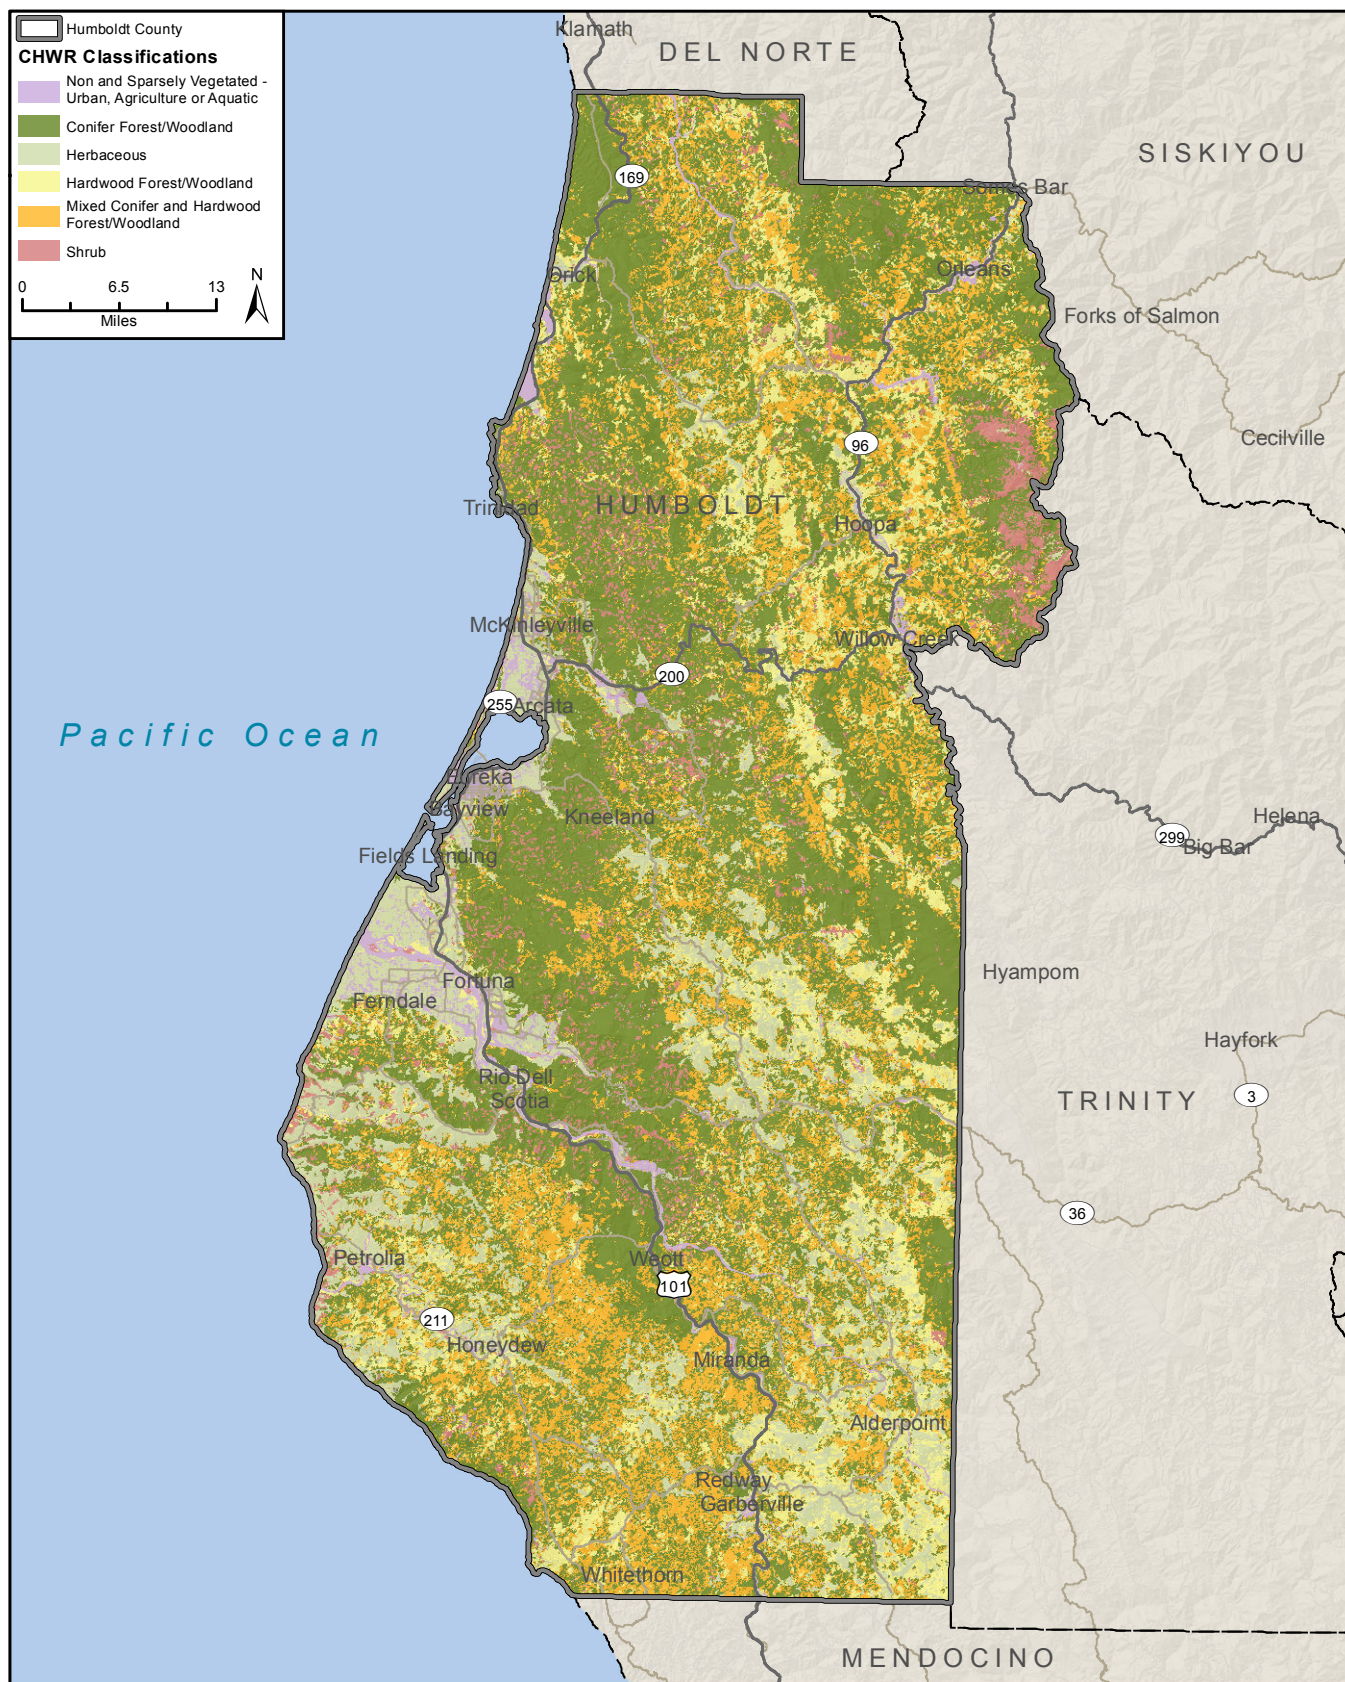 Humboldt County
CHWR Classifications
Non and Sparsely Vegetated -
Urban, Agriculture or Aquatic
Conifer Forest/Woodland
Herbaceous
Hardwood Forest/Woodland
Mixed Conifer and Hardwood
Forest/Woodland
Shrub
0 6.5 13
Miles
N
Klamath
DEL NORTE
SISKIYOU
169
Somes Bar
Orick
Orleans
Forks of Salmon
96
Cecilville
Trinidad
HUMBOLDT
Hoopa
McKinleyville
Willow Creek
200
255
Arcata
Pacific Ocean
Eureka
Bayview
Kneeland
Helena
299
Big Bar
Fields Landing
Hyampom
Fortuna
Ferndale
Hayfork
Rio Dell
Scotia
TRINITY
3
36
Petrolia
Weott
101
211
Honeydew
Miranda
Alderpoint
Redway
Garberville
Whitethorn
MENDOCINO